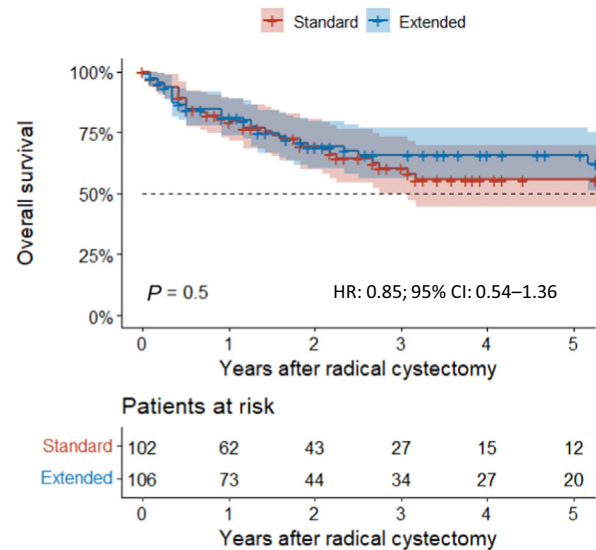 Standard Extended
100%
75%
50%
25%
0%
Overall survival
P = 0.5 HR: 0.85; 95% CI: 0.54–1.36
0 1 2 3 4 5
Years after radical cystectomy
Patients at risk
Standard 102 62 43 27 15 12
Extended 106 73 44 34 27 20
0 1 2 3 4 5
Years after radical cystectomy